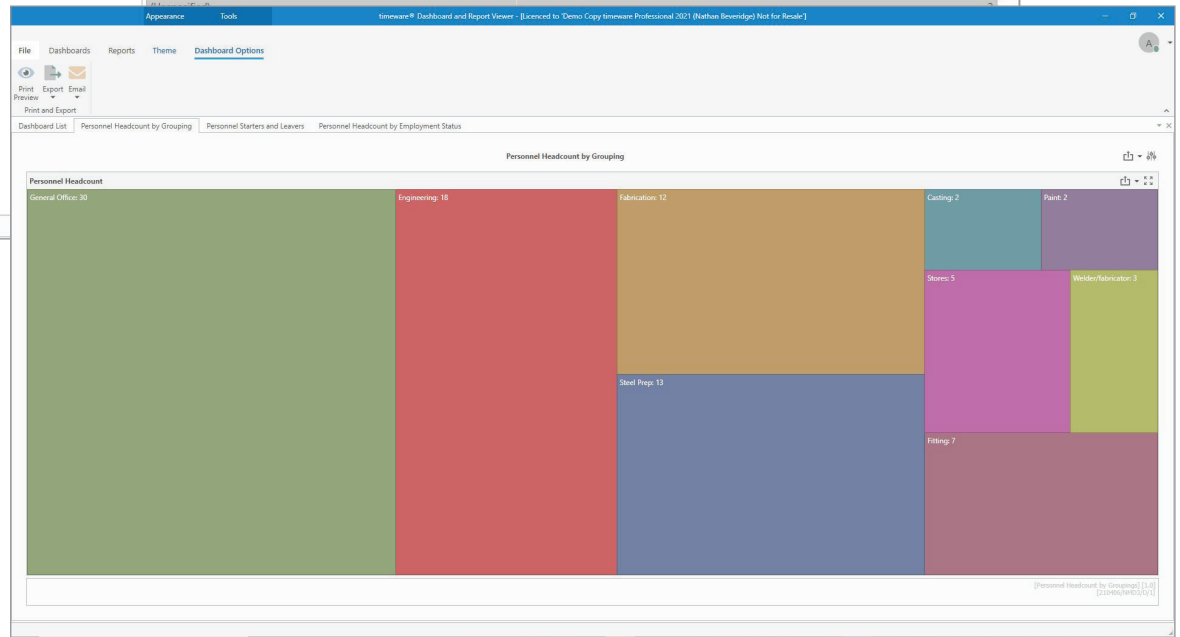 Appearance Tools timeware® Dashboard and Report Viewer - [Licenced to 'Demo Copy timeware Professional 2021 (Nathan Beveridge) Not for Resale']
File Dashboards Reports Theme Dashboard Options
A
Print Preview Export Email
Print and Export
Dashboard List Personnel Headcount by Grouping Personnel Starters and Leavers Personnel Headcount by Employment Status
Personnel Headcount by Grouping
Personnel Headcount
General Office: 30 Engineering: 18 Fabrication: 12 Casting: 2 Paint: 2
Stores: 5 Welder/fabricator: 3
Steel Prep: 13
Fitting: 7
[Personnel Headcount by Groupings] [1.0]